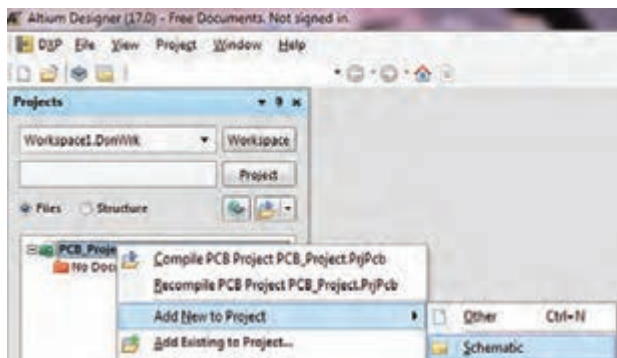 Altium Designer (17.0) - Free Documents. Not signed in.
DXP File View Project Window Help
Projects
Workspace1.DsnWrk Workspace
Project
Files Structure
PCB_Proje
No Docu
Compile PCB Project PCB_Project.PrjPcb
Recompile PCB Project PCB_Project.PrjPcb
Add New to Project
Other Ctrl+N
Add Existing to Project...
Schematic